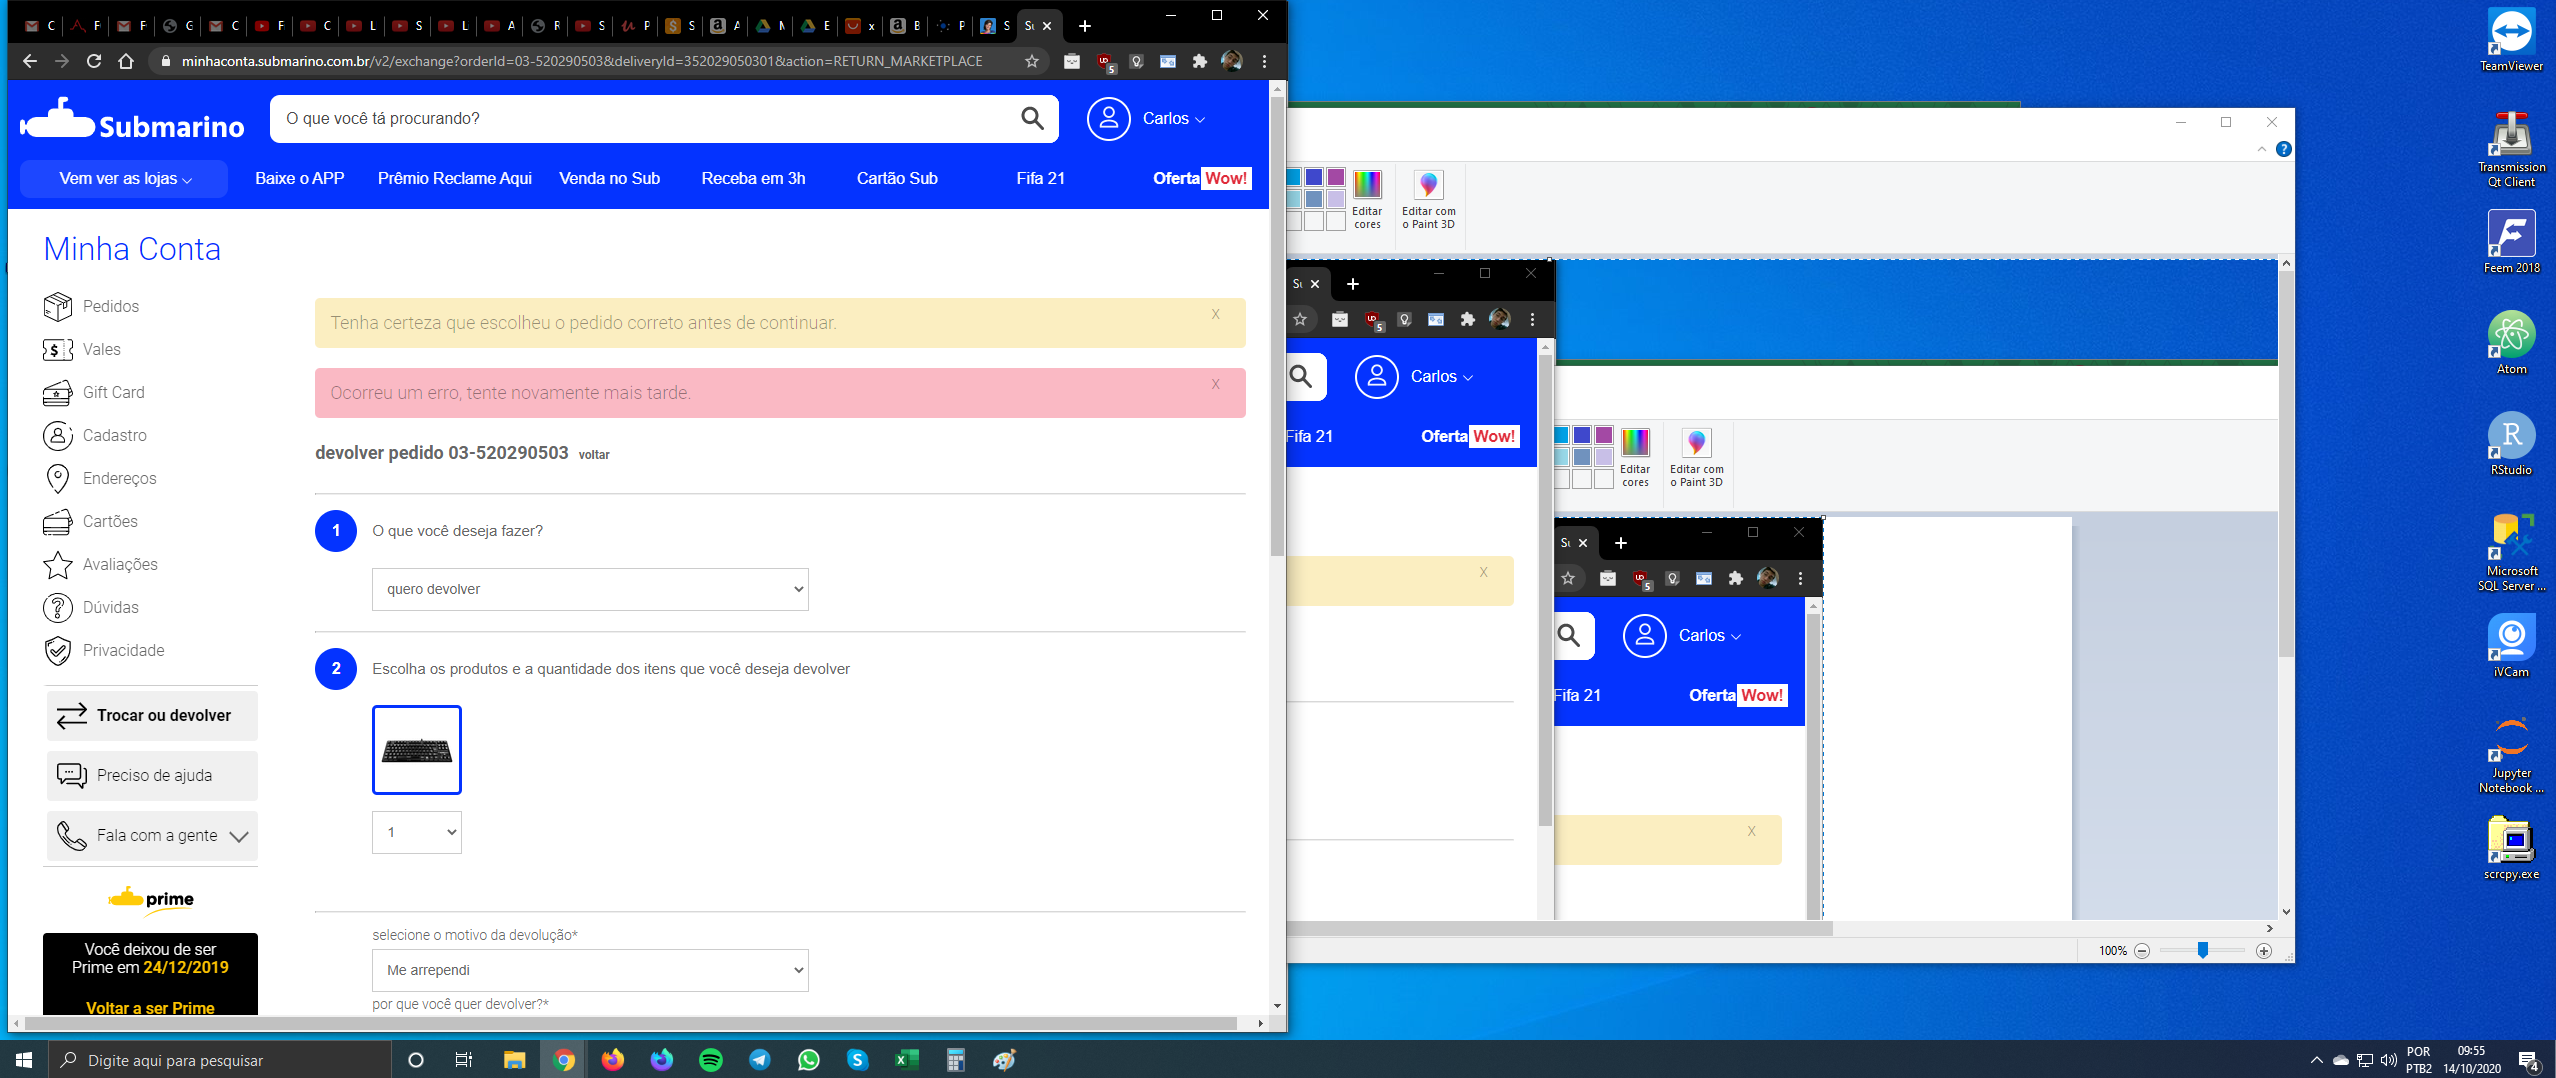 C
F
F
G
C
F
C
L
S
L
A
R
S
P
S
A
N
E
x
B
P
S
Su
minhaconta.submarino.com.br/v2/exchange?orderId=03-520290503&deliveryId=352029050301&action=RETURN_MARKETPLACE
5
Submarino
O que você tá procurando?
Carlos
Vem ver as lojas
Baixe o APP
Prêmio Reclame Aqui
Venda no Sub
Receba em 3h
Cartão Sub
Fifa 21
Oferta Wow!
Minha Conta
Pedidos
Vales
Gift Card
Cadastro
Endereços
Cartões
Avaliações
Dúvidas
Privacidade
Trocar ou devolver
Preciso de ajuda
Fala com a gente
prime
Você deixou de ser
Prime em 24/12/2019
Voltar a ser Prime
Tenha certeza que escolheu o pedido correto antes de continuar.
X
Ocorreu um erro, tente novamente mais tarde.
X
devolver pedido 03-520290503 voltar
1 O que você deseja fazer?
quero devolver
2 Escolha os produtos e a quantidade dos itens que você deseja devolver
1
selecione o motivo da devolução*
Me arrependi
por que você quer devolver?*
Editar
cores
Editar com
o Paint 3D
Su
5
Carlos
Fifa 21
Oferta Wow!
X
Editar
cores
Editar com
o Paint 3D
Su
5
Carlos
Fifa 21
Oferta Wow!
X
100%
TeamViewer
Transmission
Qt Client
Feem 2018
Atom
RStudio
Microsoft
SQL Server ...
iVCam
Jupyter
Notebook ...
scrcpy.exe
Digite aqui para pesquisar
POR
PTB2
09:55
14/10/2020
4